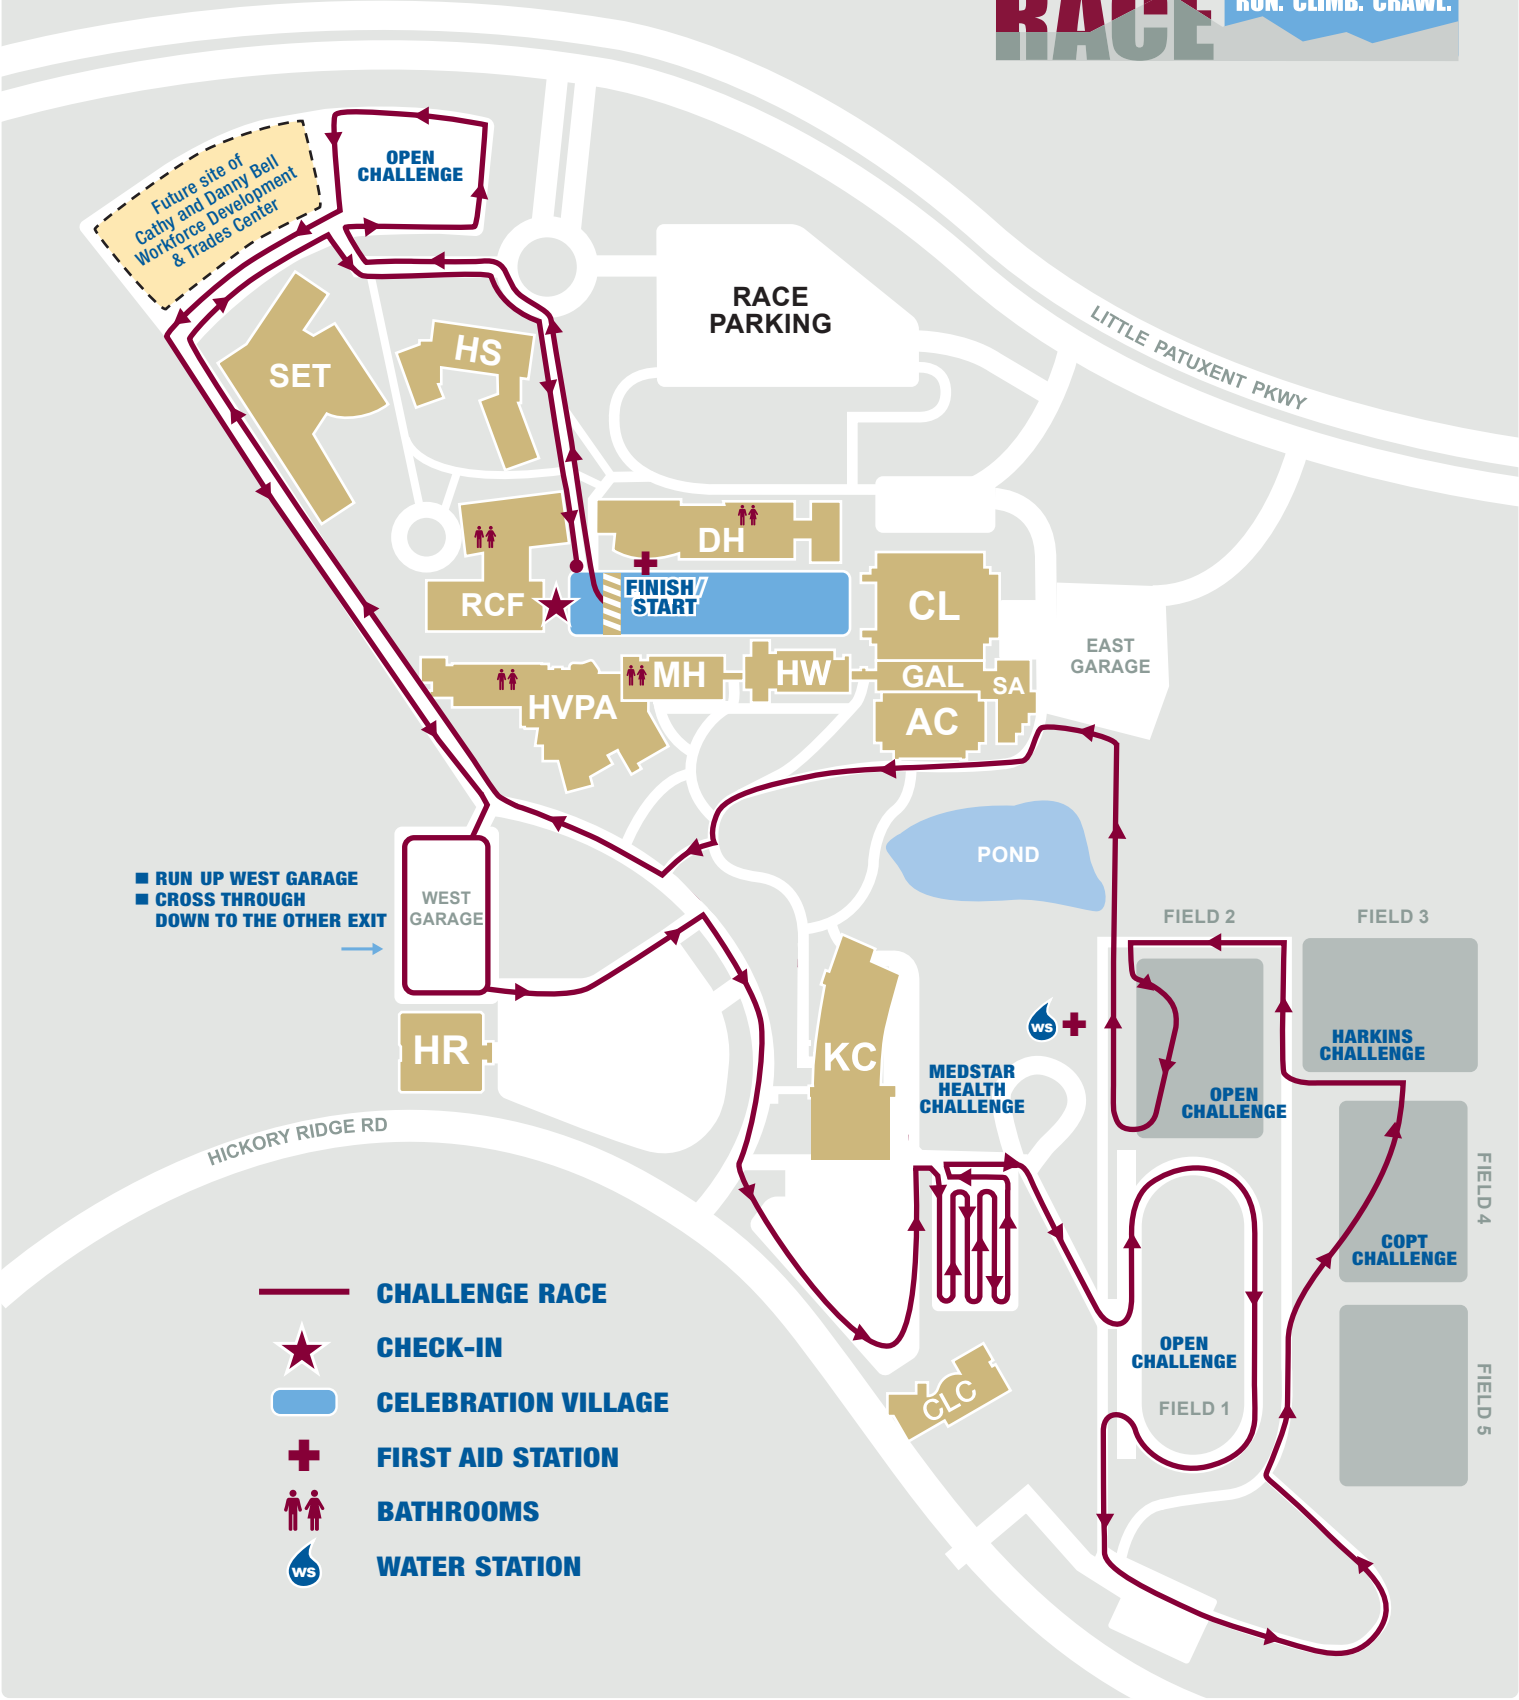 RACE
RUN. CLIMB. CRAWL.
OPEN
CHALLENGE
Future site of
Cathy and Danny Bell
Workforce Development
& Trades Center
RACE
PARKING
LITTLE PATUXENT PKWY
HS
SET
DH
FINISH/
START
RCF
CL
EAST
GARAGE
MH
HW
GAL
SA
HVPA
AC
POND
RUN UP WEST GARAGE
CROSS THROUGH
DOWN TO THE OTHER EXIT
WEST
GARAGE
FIELD 2
FIELD 3
WS
HARKINS
CHALLENGE
HR
KC
MEDSTAR
HEALTH
CHALLENGE
OPEN
CHALLENGE
HICKORY RIDGE RD
FIELD 4
COPT
CHALLENGE
OPEN
CHALLENGE
FIELD 1
FIELD 5
CLC
CHALLENGE RACE
CHECK-IN
CELEBRATION VILLAGE
FIRST AID STATION
BATHROOMS
WS
WATER STATION